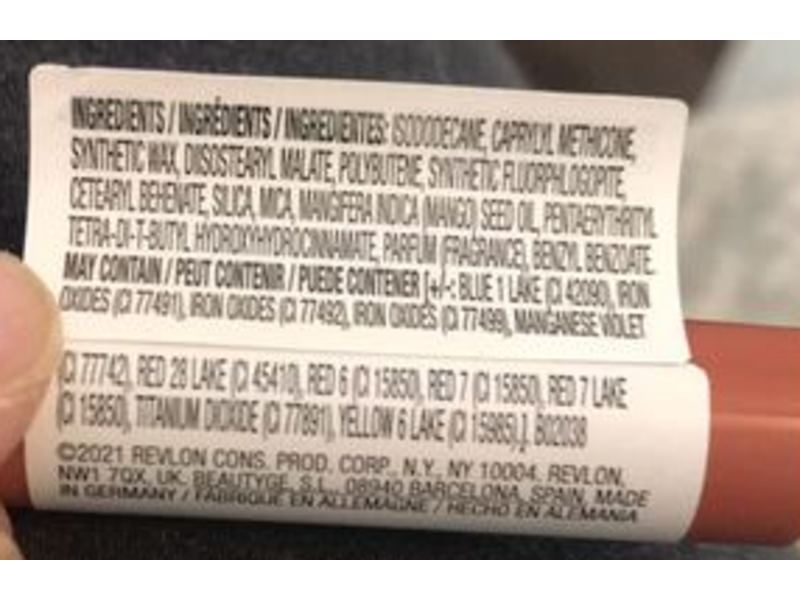 INGREDIENTS / INGRÉDIENTS / INGREDIENTES: ISODODECANE, CAPRYLYL METHICONE,
SYNTHETIC WAX, DIISOSTEARYL MALATE, POLYBUTENE, SYNTHETIC FLUORPHLOGOPITE,
CETEARYL BEHENATE, SILICA, MICA, MANGIFERA INDICA (MANGO) SEED OIL, PENTAERYTHRITYL
TETRA-DI-T-BUTYL HYDROXYHYDROCINNAMATE, PARFUM (FRAGRANCE), BENZYL BENZOATE.
MAY CONTAIN / PEUT CONTENIR / PUEDE CONTENER [+/-: BLUE 1 LAKE (CI 42090), IRON
OXIDES (CI 77491), IRON OXIDES (CI 77492), IRON OXIDES (CI 77499), MANGANESE VIOLET
(CI 77742), RED 28 LAKE (CI 45410), RED 6 (CI 15850), RED 7 (CI 15850), RED 7 LAKE
(CI 15850), TITANIUM DIOXIDE (CI 77891), YELLOW 6 LAKE (CI 15985),]. B02038
©2021 REVLON CONS. PROD. CORP., N.Y., NY 10004. REVLON,
NW1 7QX, UK. BEAUTYGE, S.L., 08940 BARCELONA, SPAIN. MADE
IN GERMANY / FABRIQUÉ EN ALLEMAGNE / HECHO EN ALEMANIA